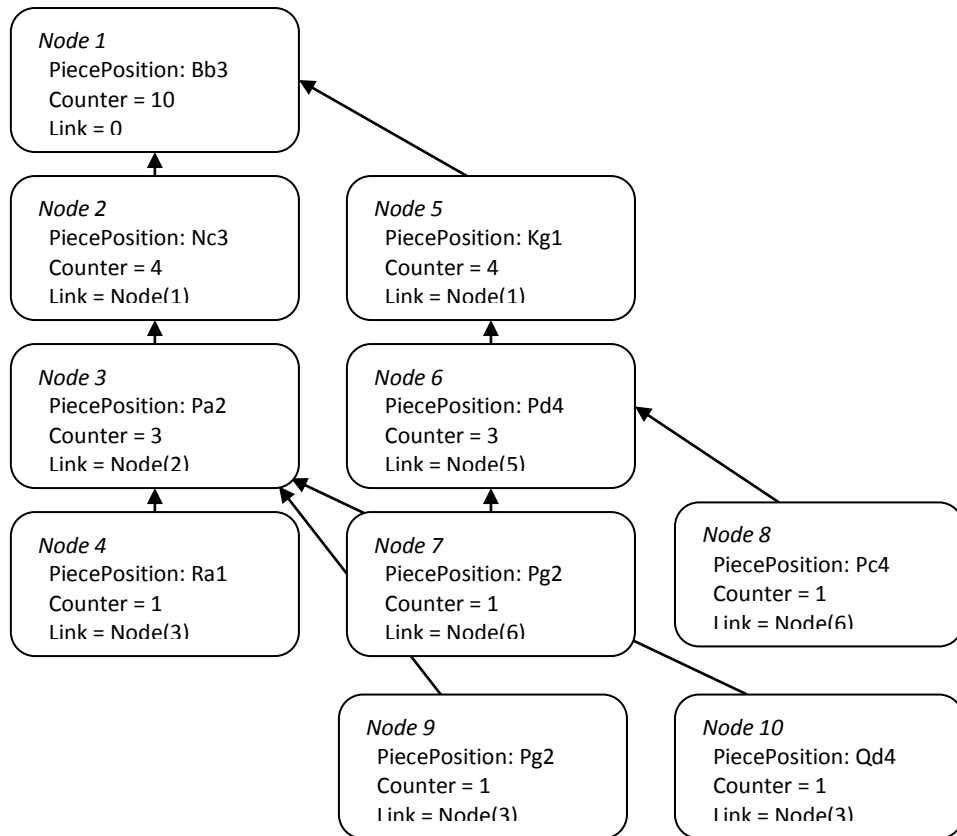 Node 1
PiecePosition: Bb3
Counter = 10
Link = 0
Node 2
PiecePosition: Nc3
Counter = 4
Link = Node(1)
Node 5
PiecePosition: Kg1
Counter = 4
Link = Node(1)
Node 3
PiecePosition: Pa2
Counter = 3
Link = Node(2)
Node 6
PiecePosition: Pd4
Counter = 3
Link = Node(5)
Node 4
PiecePosition: Ra1
Counter = 1
Link = Node(3)
Node 7
PiecePosition: Pg2
Counter = 1
Link = Node(6)
Node 8
PiecePosition: Pc4
Counter = 1
Link = Node(6)
Node 9
PiecePosition: Pg2
Counter = 1
Link = Node(3)
Node 10
PiecePosition: Qd4
Counter = 1
Link = Node(3)